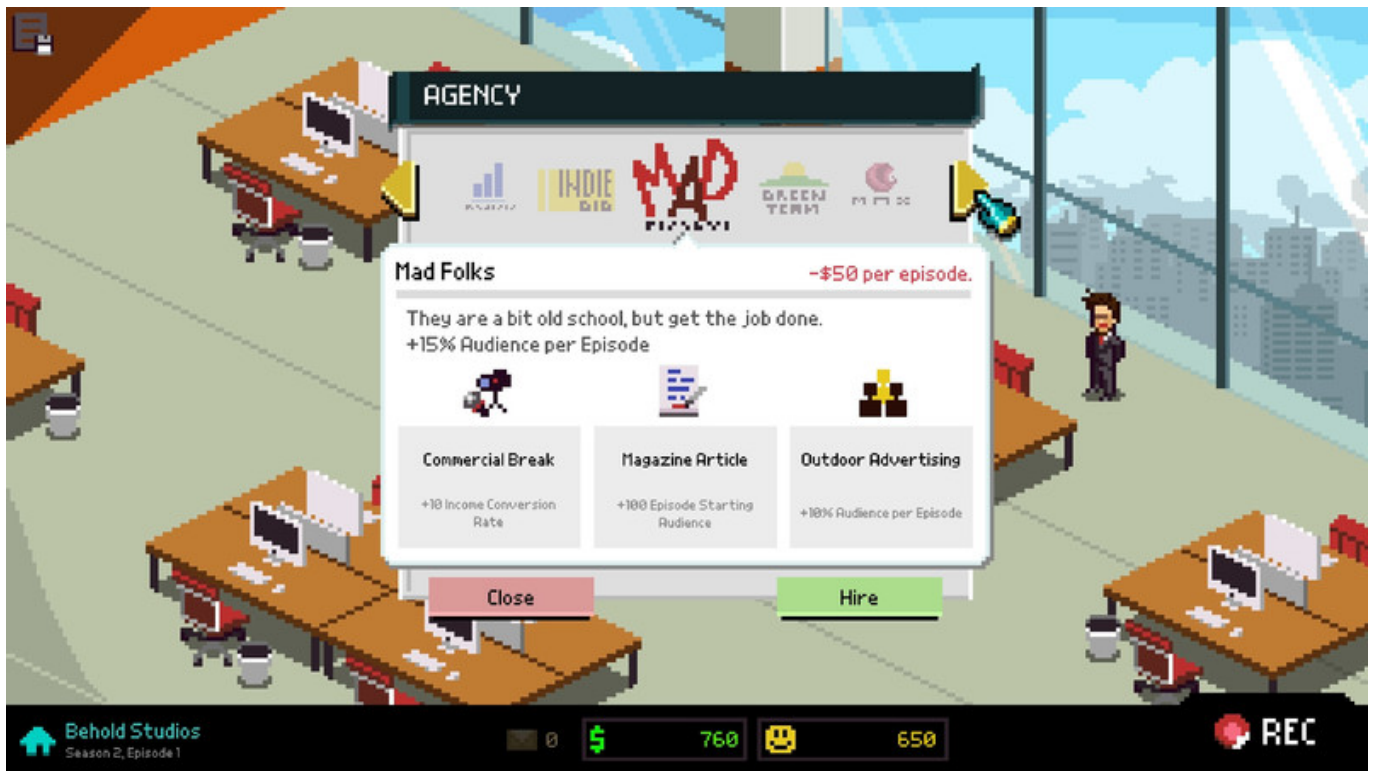 AGENCY
INDIE
MAD
GREEN
TEAM
Mad Folks
-$50 per episode.
They are a bit old school, but get the job done.
+15% Audience per Episode
Commercial Break
Magazine Article
Outdoor Advertising
+10 Income Conversion
Rate
+100 Episode Starting
Audience
+10% Audience per Episode
Close
Hire
Behold Studios
Season 2, Episode 1
0
$
760
650
REC